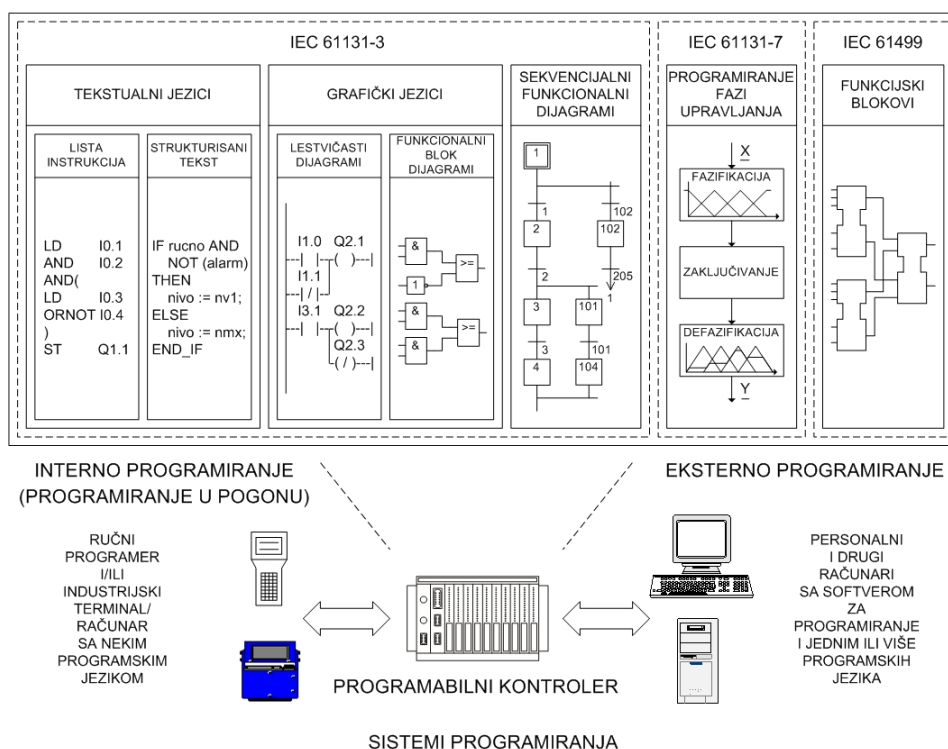 IEC 61131-3
IEC 61131-7
IEC 61499
TEKSTUALNI JEZICI
GRAFIČKI JEZICI
SEKVENCIJALNI
FUNKCIONALNI
DIJAGRAMI
PROGRAMIRANJE
FAZI
UPRAVLJANJA
FUNKCIJSKI
BLOKOVI
LISTA
INSTRUKCIJA
STRUKTURISANI
TEKST
LESTVIČASTI
DIJAGRAMI
FUNKCIONALNI
BLOK
DIJAGRAMI
LD I0.1
AND I0.2
AND(
LD I0.3
ORNOT I0.4
)
ST Q1.1
IF rucno AND
NOT (alarm)
THEN
nivo := nv1;
ELSE
nivo := nmx;
END_IF
I1.0 Q2.1
---| |--( )---|
I1.1
---| / |
I3.1 Q2.2
---| |--( )---|
Q2.3
( / )---|
&
>=
1
&
>=
&
1
1
102
2
102
2
205
1
3
101
3
101
4
104
X
FAZIFIKACIJA
ZAKLJUČIVANJE
DEFAZIFIKACIJA
Y
INTERNO PROGRAMIRANJE
(PROGRAMIRANJE U POGONU)
EKSTERNO PROGRAMIRANJE
RUČNI
PROGRAMER
I/ILI
INDUSTRIJSKI
TERMINAL/
RAČUNAR
SA NEKIM
PROGRAMSKIM
JEZIKOM
PERSONALNI
I DRUGI
RAČUNARI
SA SOFTVEROM
ZA
PROGRAMIRANJE
I JEDNIM ILI VIŠE
PROGRAMSKIH
JEZIKA
PROGRAMABILNI KONTROLER
SISTEMI PROGRAMIRANJA